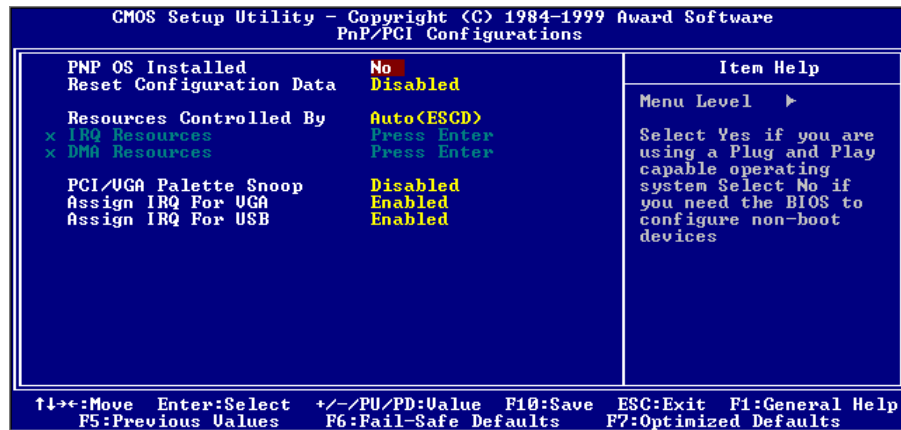 CMOS Setup Utility - Copyright (C) 1984-1999 Award Software
PnP/PCI Configurations
PNP OS Installed No
Reset Configuration Data Disabled
Resources Controlled By Auto(ESCD)
x IRQ Resources Press Enter
x DMA Resources Press Enter
PCI/VGA Palette Snoop Disabled
Assign IRQ For VGA Enabled
Assign IRQ For USB Enabled
Item Help
Menu Level ►
Select Yes if you are
using a Plug and Play
capable operating
system Select No if
you need the BIOS to
configure non-boot
devices
↑↓→←:Move Enter:Select +/-/PU/PD:Value F10:Save ESC:Exit F1:General Help
F5:Previous Values F6:Fail-Safe Defaults F7:Optimized Defaults